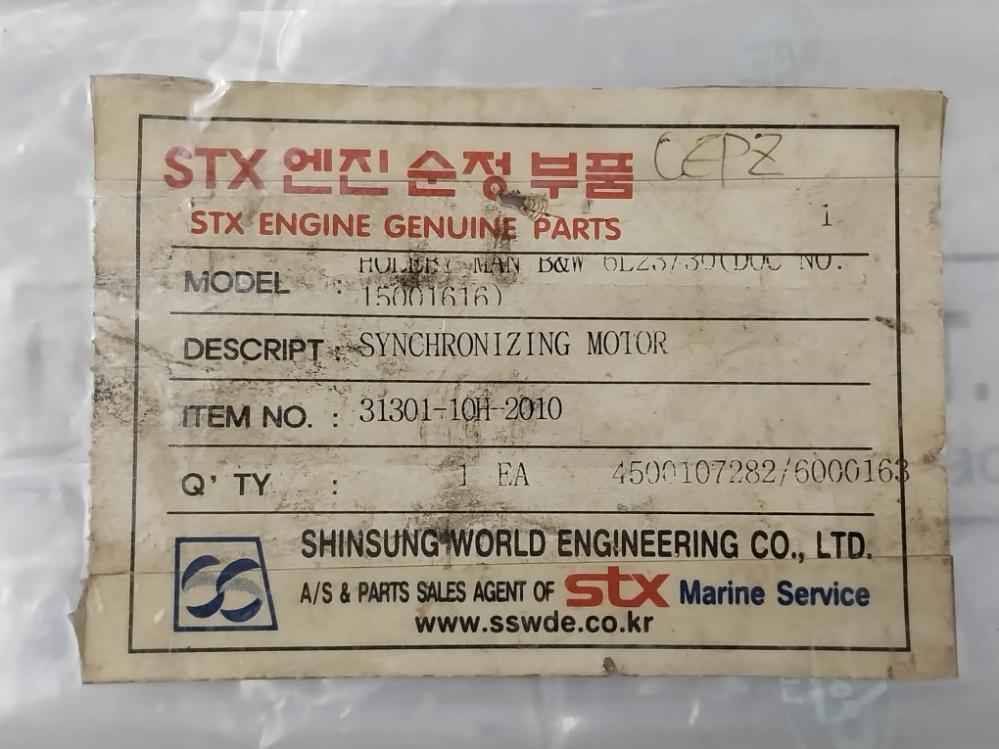 STX 엔진 순정 부품
STX ENGINE GENUINE PARTS
1
MODEL : HOLEBY MAN B&W 6L23/30(DOC NO.
15001616)
DESCRIPT : SYNCHRONIZING MOTOR
ITEM NO. : 31301-10H-2010
Q' TY : 1 EA 4500107282/6000163
SHINSUNG WORLD ENGINEERING CO., LTD.
A/S & PARTS SALES AGENT OF STX Marine Service
www.sswde.co.kr